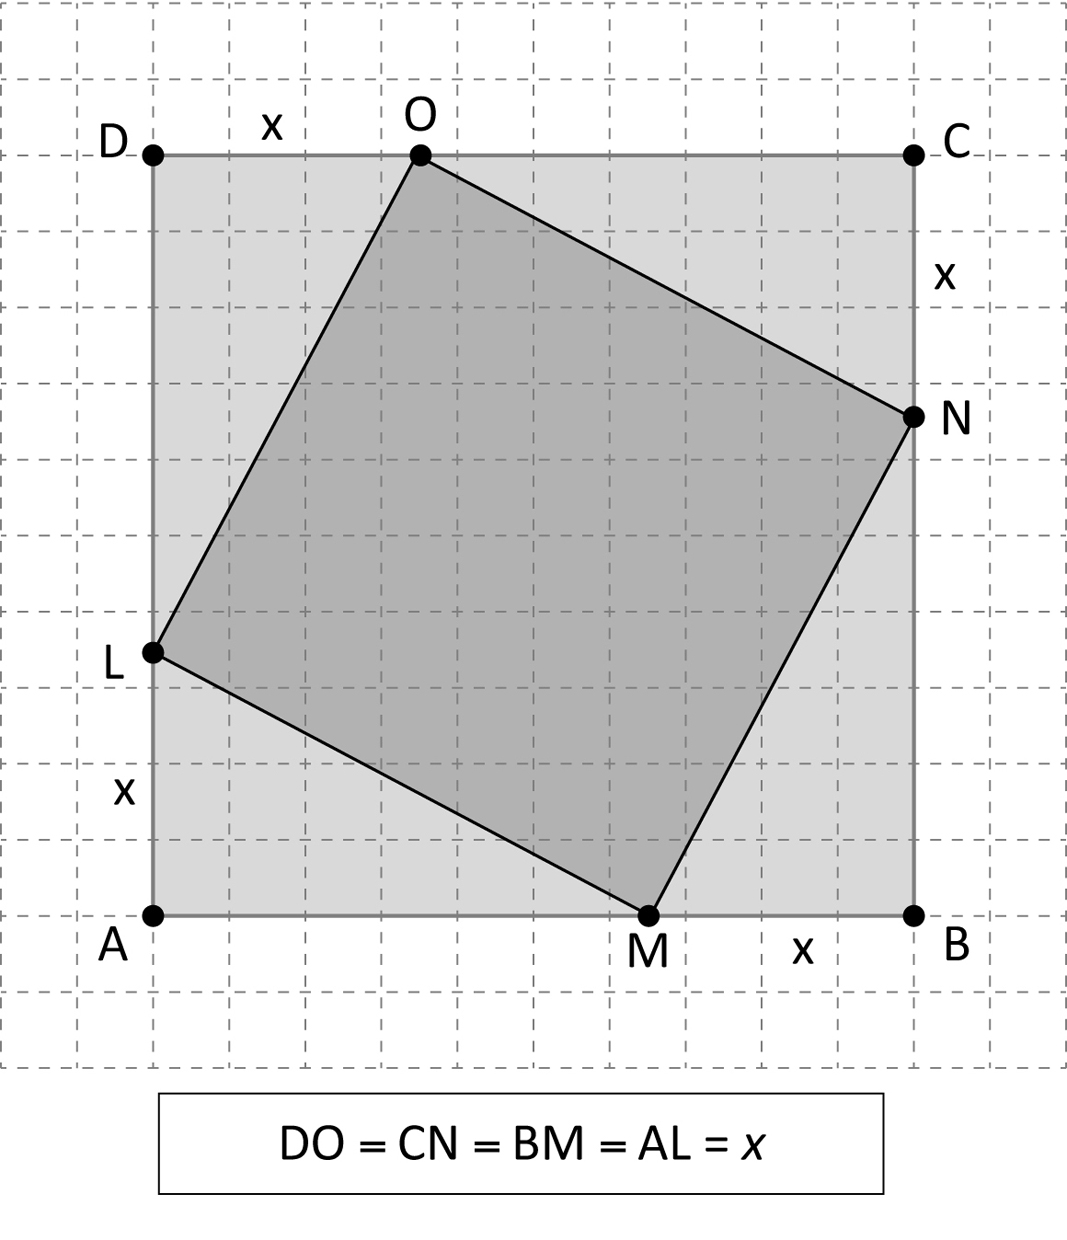 x
O
D
C
x
N
L
x
A
M
x
B
DO = CN = BM = AL = x